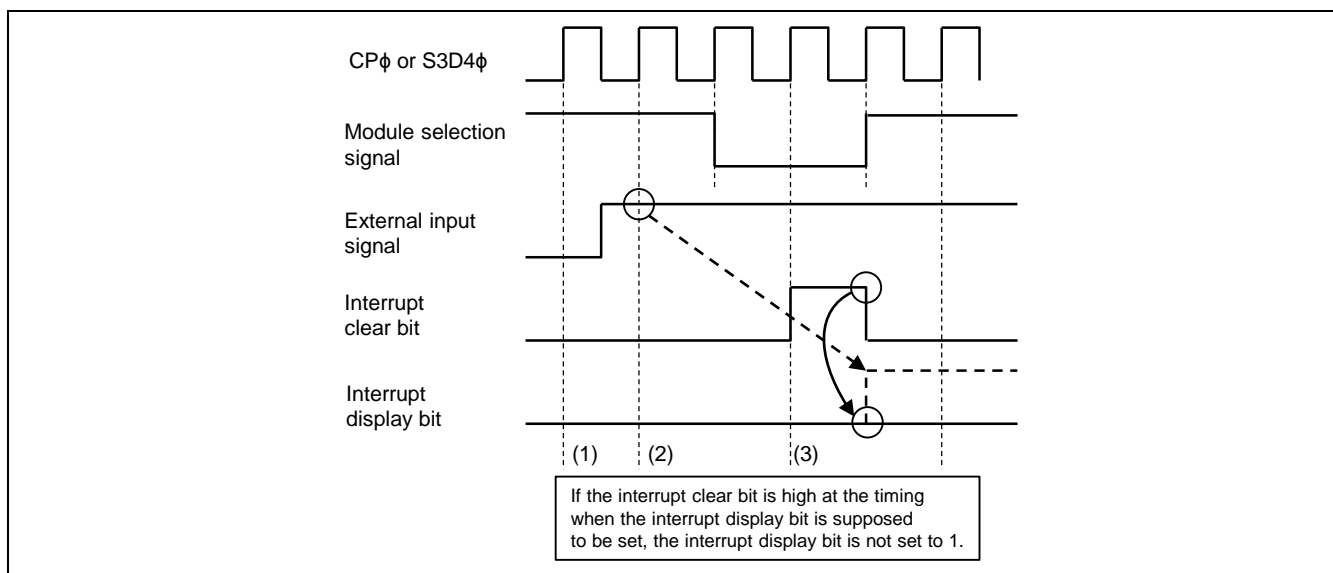 CPϕ or S3D4ϕ
Module selection
signal
External input
signal
Interrupt
clear bit
Interrupt
display bit
(1)
(2)
(3)
If the interrupt clear bit is high at the timing
when the interrupt display bit is supposed
to be set, the interrupt display bit is not set to 1.